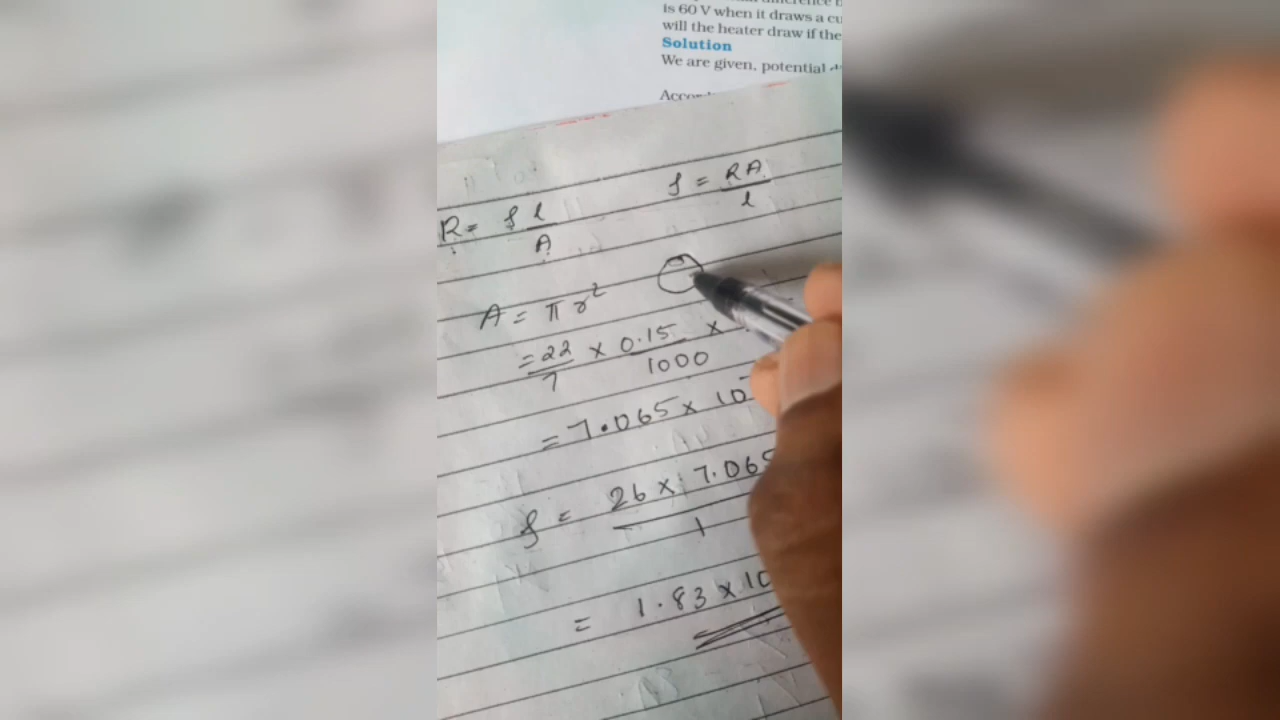 is 60 V when it draws a cu
will the heater draw if the
Solution
We are given, potential
R = ρ l/A
ρ = RA/l
A = π r²
= 22/7 × 0.15/1000 ×
= 7.065 × 10
ρ = 26 × 7.065/1
= 1.83 × 10